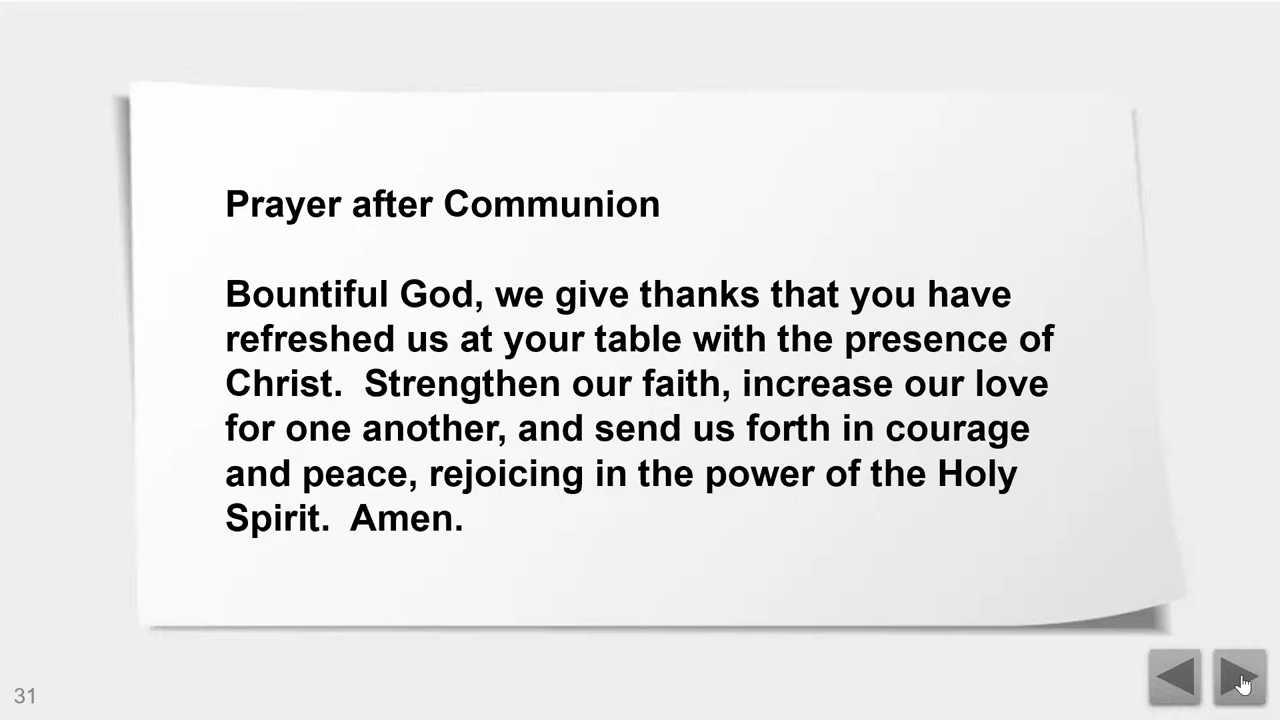 Prayer after Communion
Bountiful God, we give thanks that you have
refreshed us at your table with the presence of
Christ.  Strengthen our faith, increase our love
for one another, and send us forth in courage
and peace, rejoicing in the power of the Holy
Spirit.  Amen.
31